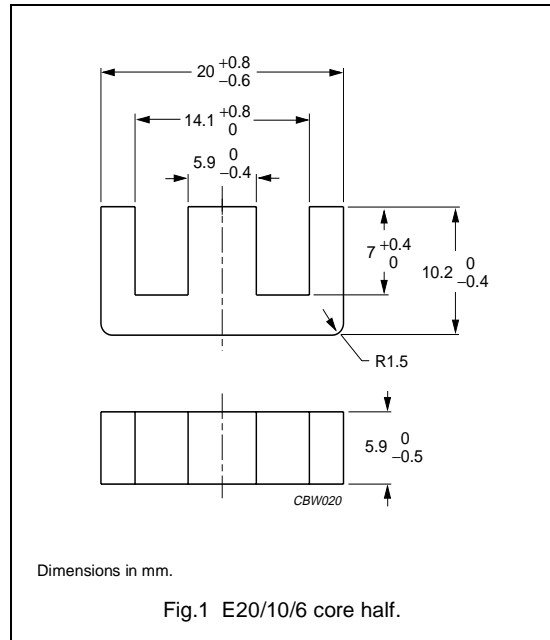 20 +0.8 −0.6
14.1 +0.8 0
5.9 0 −0.4
7 +0.4 0
10.2 0 −0.4
R1.5
5.9 0 −0.5
CBW020
Dimensions in mm.
Fig.1 E20/10/6 core half.